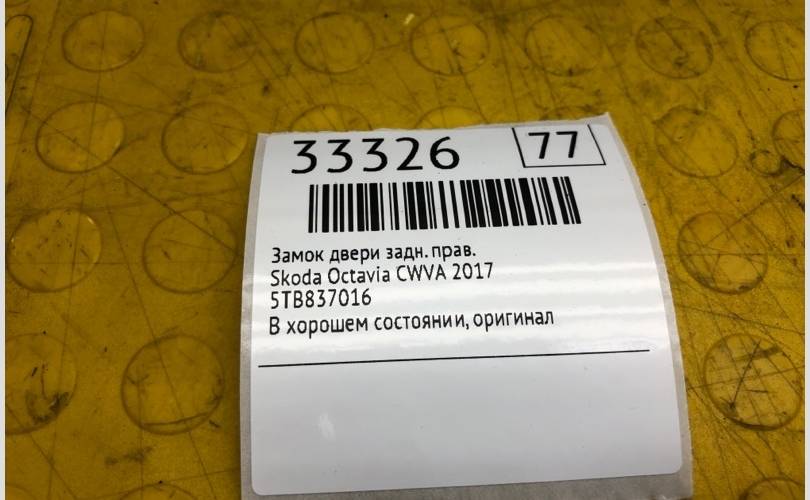 33326 77
Замок двери задн. прав.
Skoda Octavia CWVA 2017
5TB837016
В хорошем состоянии, оригинал